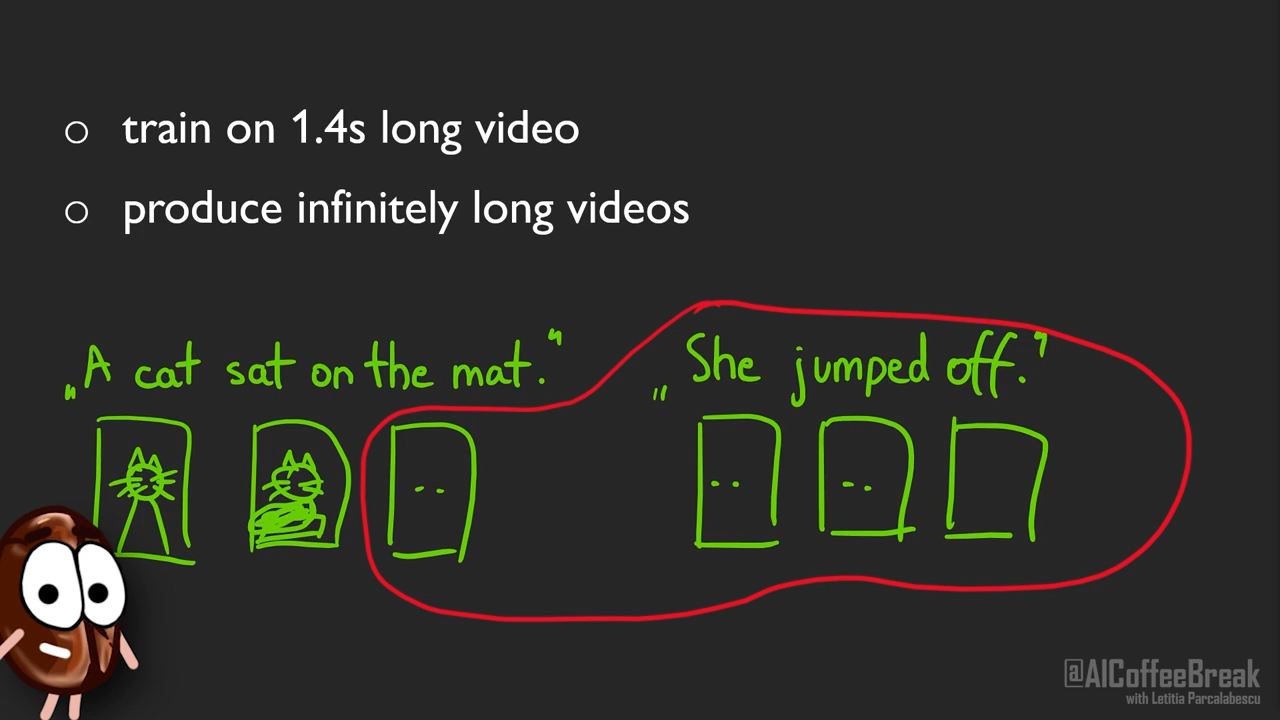 train on 1.4s long video
produce infinitely long videos
„A cat sat on the mat." „She jumped off."
@AICoffeeBreak
with Letitia Parcalabescu